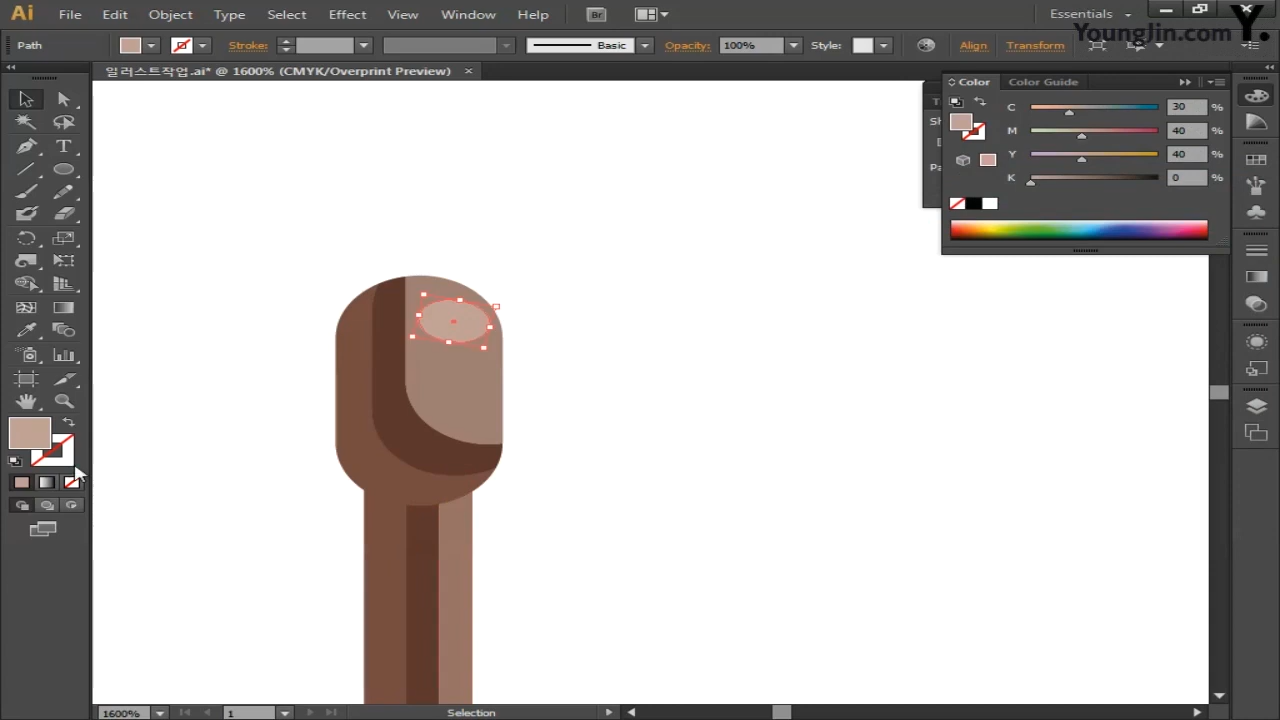 Ai File Edit Object Type Select Effect View Window Help Br Essentials
YoungJin.com Y.
Path Stroke: Basic Opacity: 100% Style: Align Transform
일러스트작업.ai* @ 1600% (CMYK/Overprint Preview) ×
Color Color Guide
C 30 %
M 40 %
Y 40 %
K 0 %
1600% 1 Selection